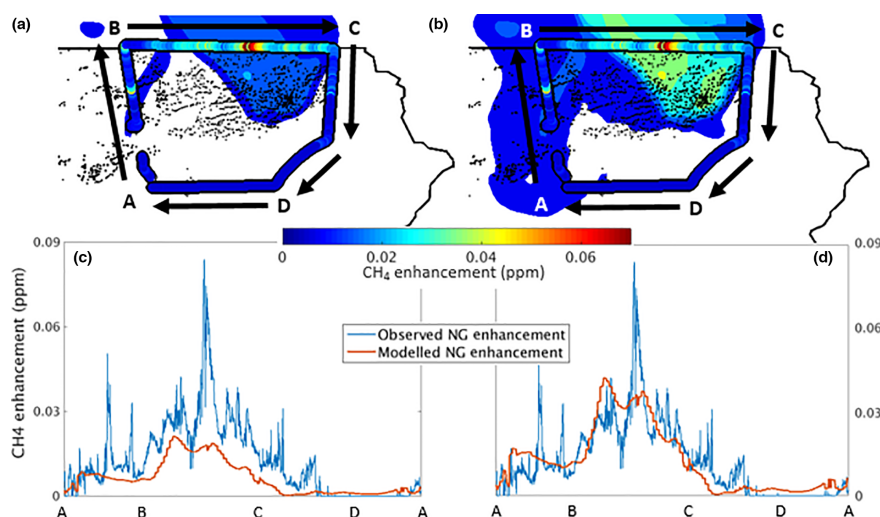 (a)
B
C
A
D
(b)
B
C
A
D
0 0.02 0.04 0.06
CH4 enhancement (ppm)
0.09
0.06
0.03
0
CH4 enhancement (ppm)
(c)
Observed NG enhancement
Modelled NG enhancement
A B C D A
(d)
0.09
0.06
0.03
0
A B C D A